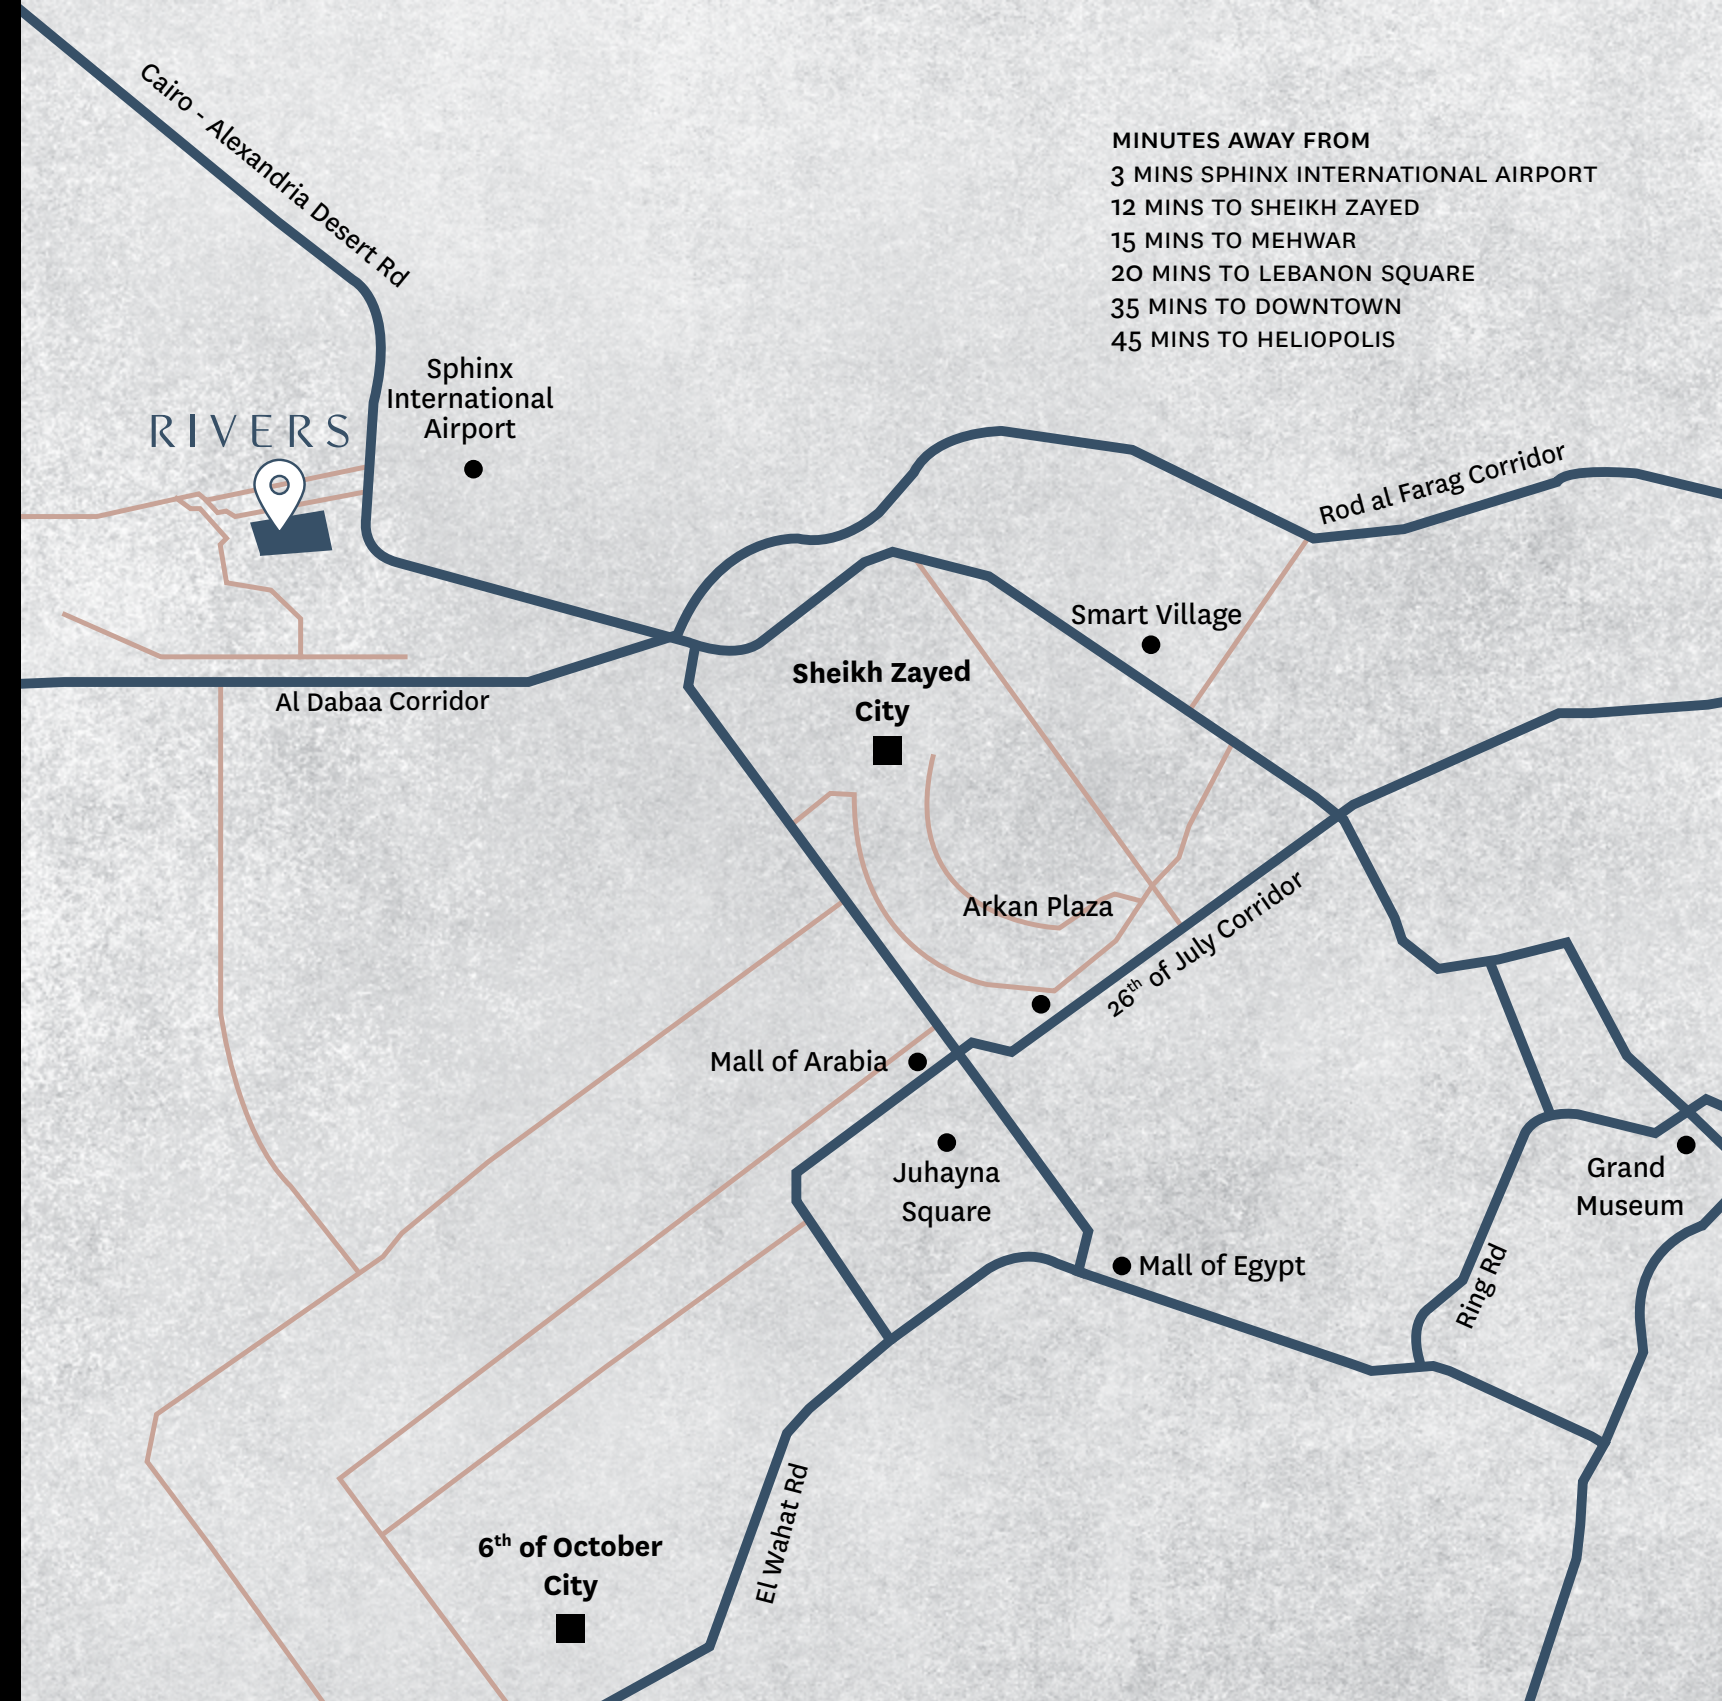 Cairo - Alexandria Desert Rd
MINUTES AWAY FROM
3 MINS SPHINX INTERNATIONAL AIRPORT
12 MINS TO SHEIKH ZAYED
15 MINS TO MEHWAR
20 MINS TO LEBANON SQUARE
35 MINS TO DOWNTOWN
45 MINS TO HELIOPOLIS
Sphinx
International
Airport
RIVERS
Rod al Farag Corridor
Smart Village
Sheikh Zayed
City
Al Dabaa Corridor
Arkan Plaza
26th of July Corridor
Mall of Arabia
Juhayna
Square
Grand
Museum
Mall of Egypt
Ring Rd
El Wahat Rd
6th of October
City